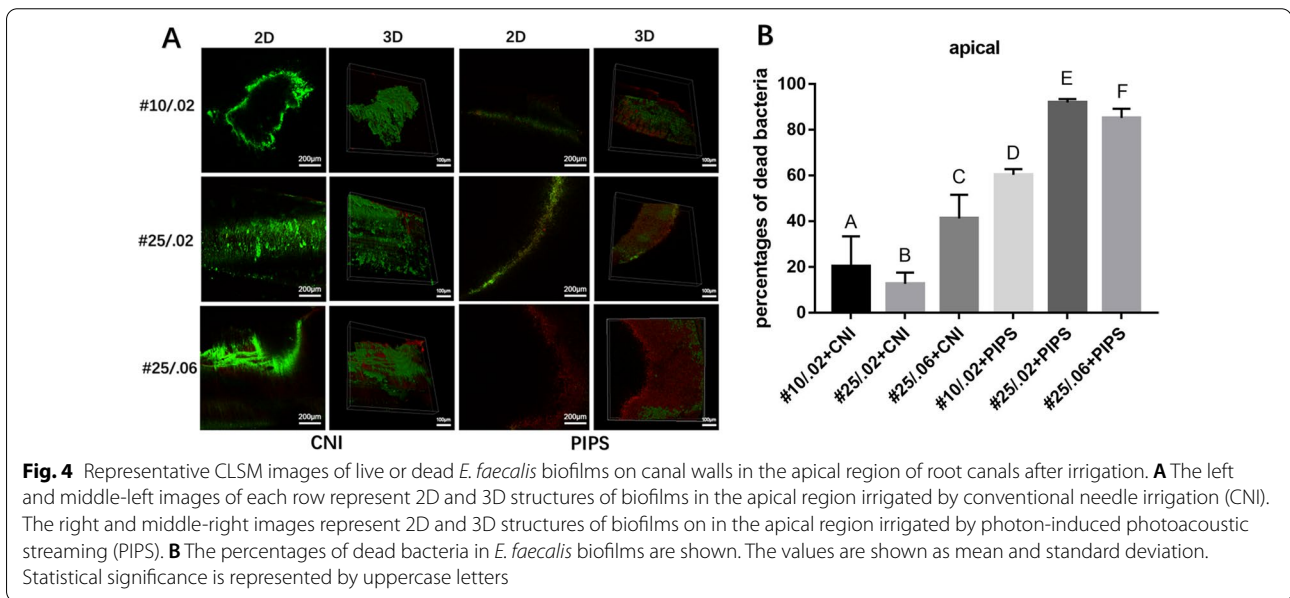 A
2D 3D 2D 3D
#10/.02
200μm 100μm 200μm 100μm
#25/.02
200μm 100μm 200μm 100μm
#25/.06
200μm 100μm 200μm 100μm
CNI PIPS
B
apical
percentages of dead bacteria
100
80
60
40
20
0
A B C D E F
#10/.02+CNI
#25/.02+CNI
#25/.06+CNI
#10/.02+PIPS
#25/.02+PIPS
#25/.06+PIPS
Fig. 4 Representative CLSM images of live or dead E. faecalis biofilms on canal walls in the apical region of root canals after irrigation. A The left
and middle-left images of each row represent 2D and 3D structures of biofilms in the apical region irrigated by conventional needle irrigation (CNI).
The right and middle-right images represent 2D and 3D structures of biofilms on in the apical region irrigated by photon-induced photoacoustic
streaming (PIPS). B The percentages of dead bacteria in E. faecalis biofilms are shown. The values are shown as mean and standard deviation.
Statistical significance is represented by uppercase letters